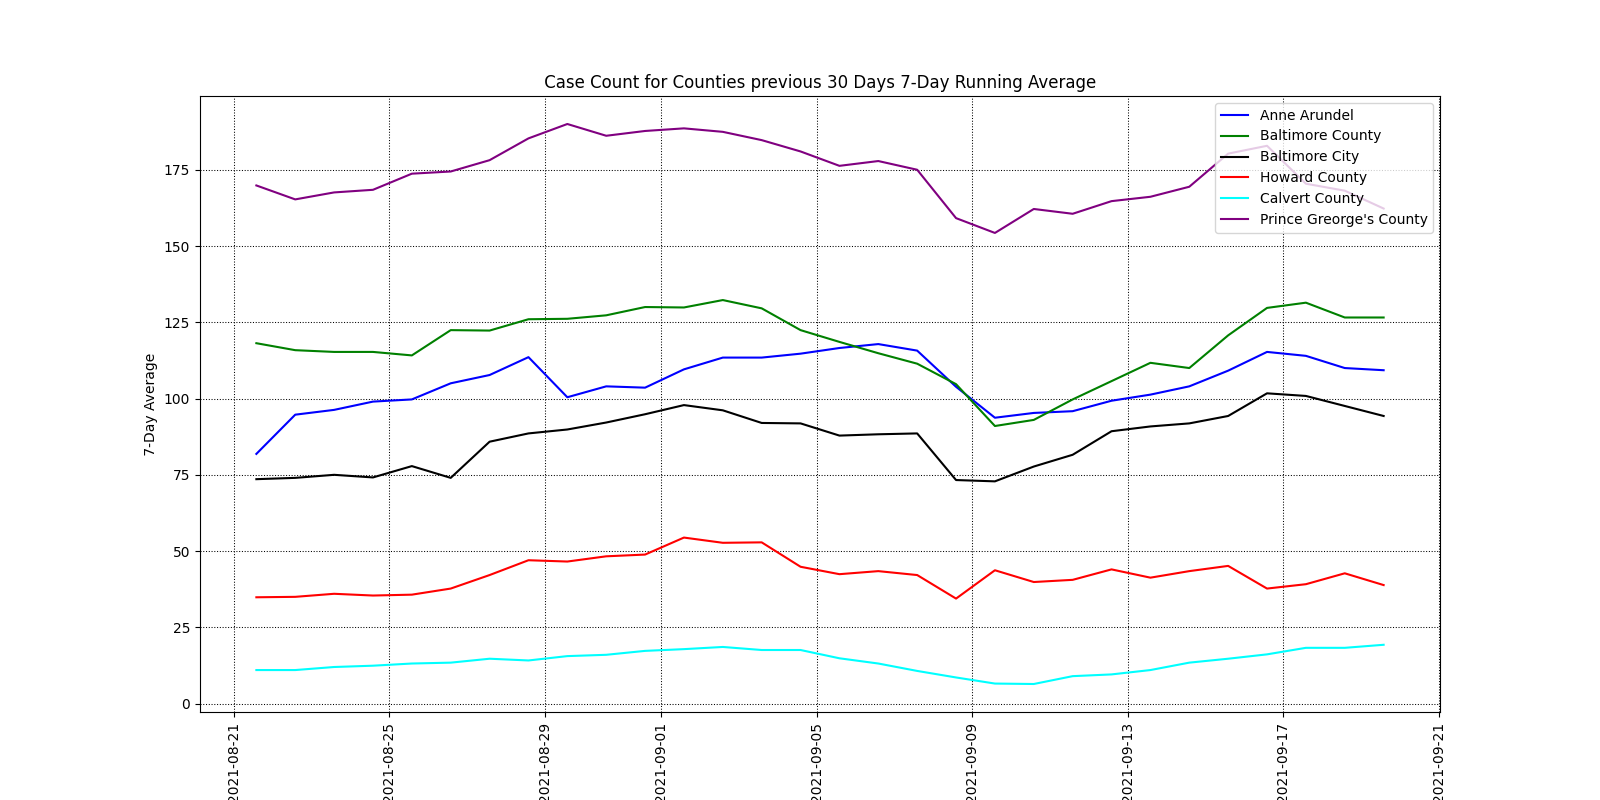 Case Count for Counties previous 30 Days 7-Day Running Average
Anne Arundel
Baltimore County
Baltimore City
Howard County
Calvert County
Prince Greorge's County
7-Day Average
175
150
125
100
75
50
25
0
2021-08-21
2021-08-25
2021-08-29
2021-09-01
2021-09-05
2021-09-09
2021-09-13
2021-09-17
2021-09-21